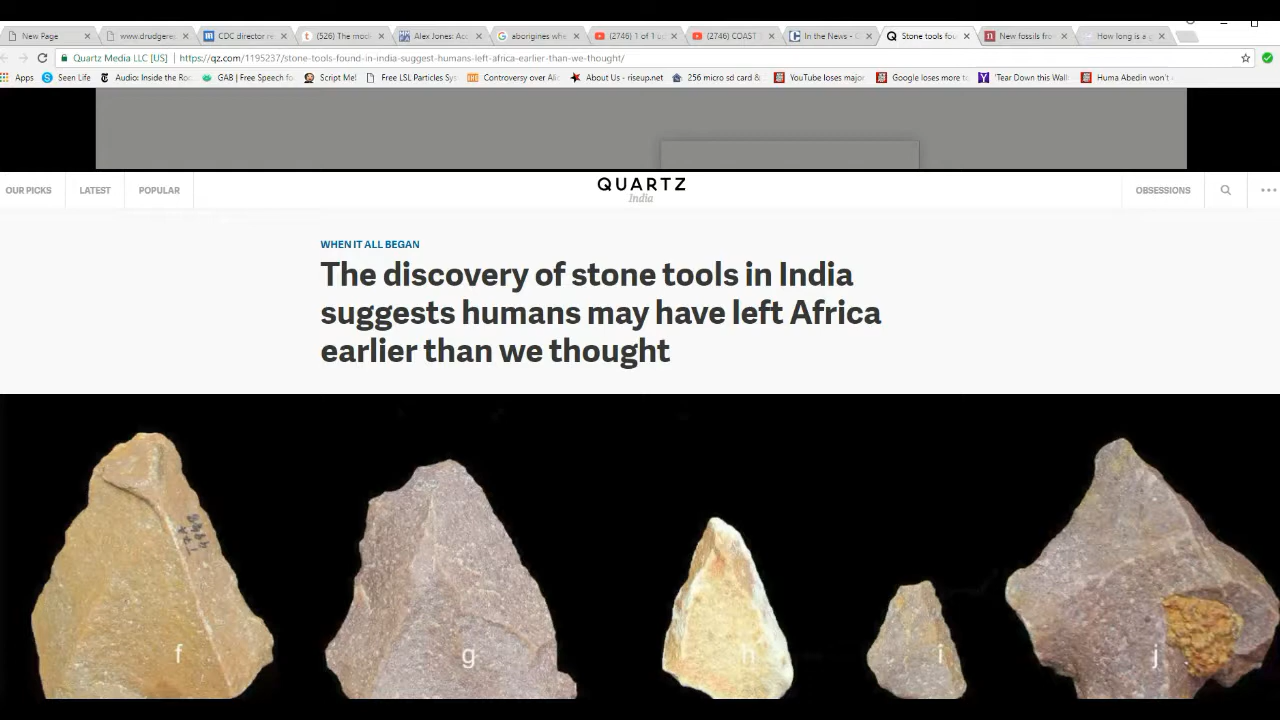 New Page
www.drudgere
CDC director re
(526) The mock
Alex Jones: Acc
aborigines whe
(2746) 1 of 1 u
(2746) COAST T
In the News - C
Stone tools fou
New fossils fro
How long is a g
Quartz Media LLC [US]
https://qz.com/1195237/stone-tools-found-in-india-suggest-humans-left-africa-earlier-than-we-thought/
Apps
Seen Life
Audio: Inside the Ro
GAB | Free Speech fo
Script Me!
Free LSL Particles Sys
Controversy over Ali
About Us - riseup.net
256 micro sd card &
YouTube loses major
Google loses more to
'Tear Down this Wall
Huma Abedin won't
OUR PICKS
LATEST
POPULAR
QUARTZ
India
OBSESSIONS
WHEN IT ALL BEGAN
The discovery of stone tools in India
suggests humans may have left Africa
earlier than we thought
f
g
h
i
j